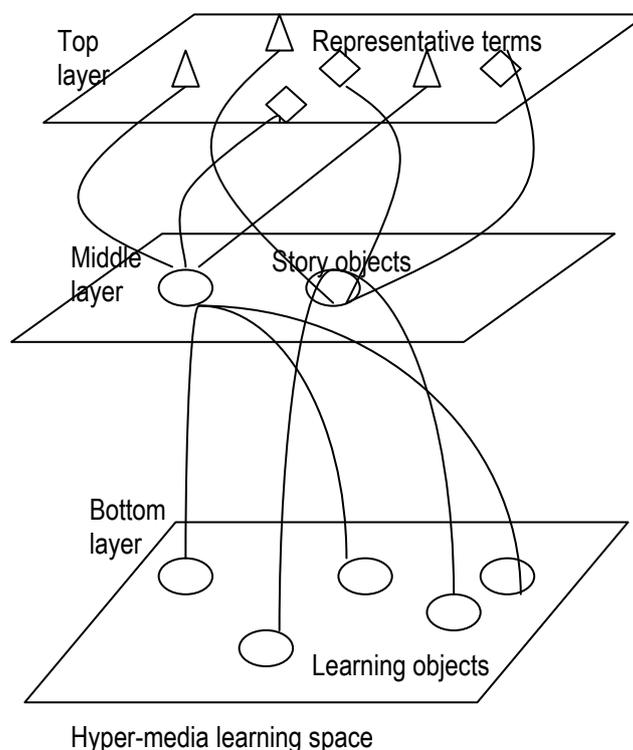 Top
layer
Representative terms
Middle
layer
Story objects
Bottom
layer
Learning objects
Hyper-media learning space